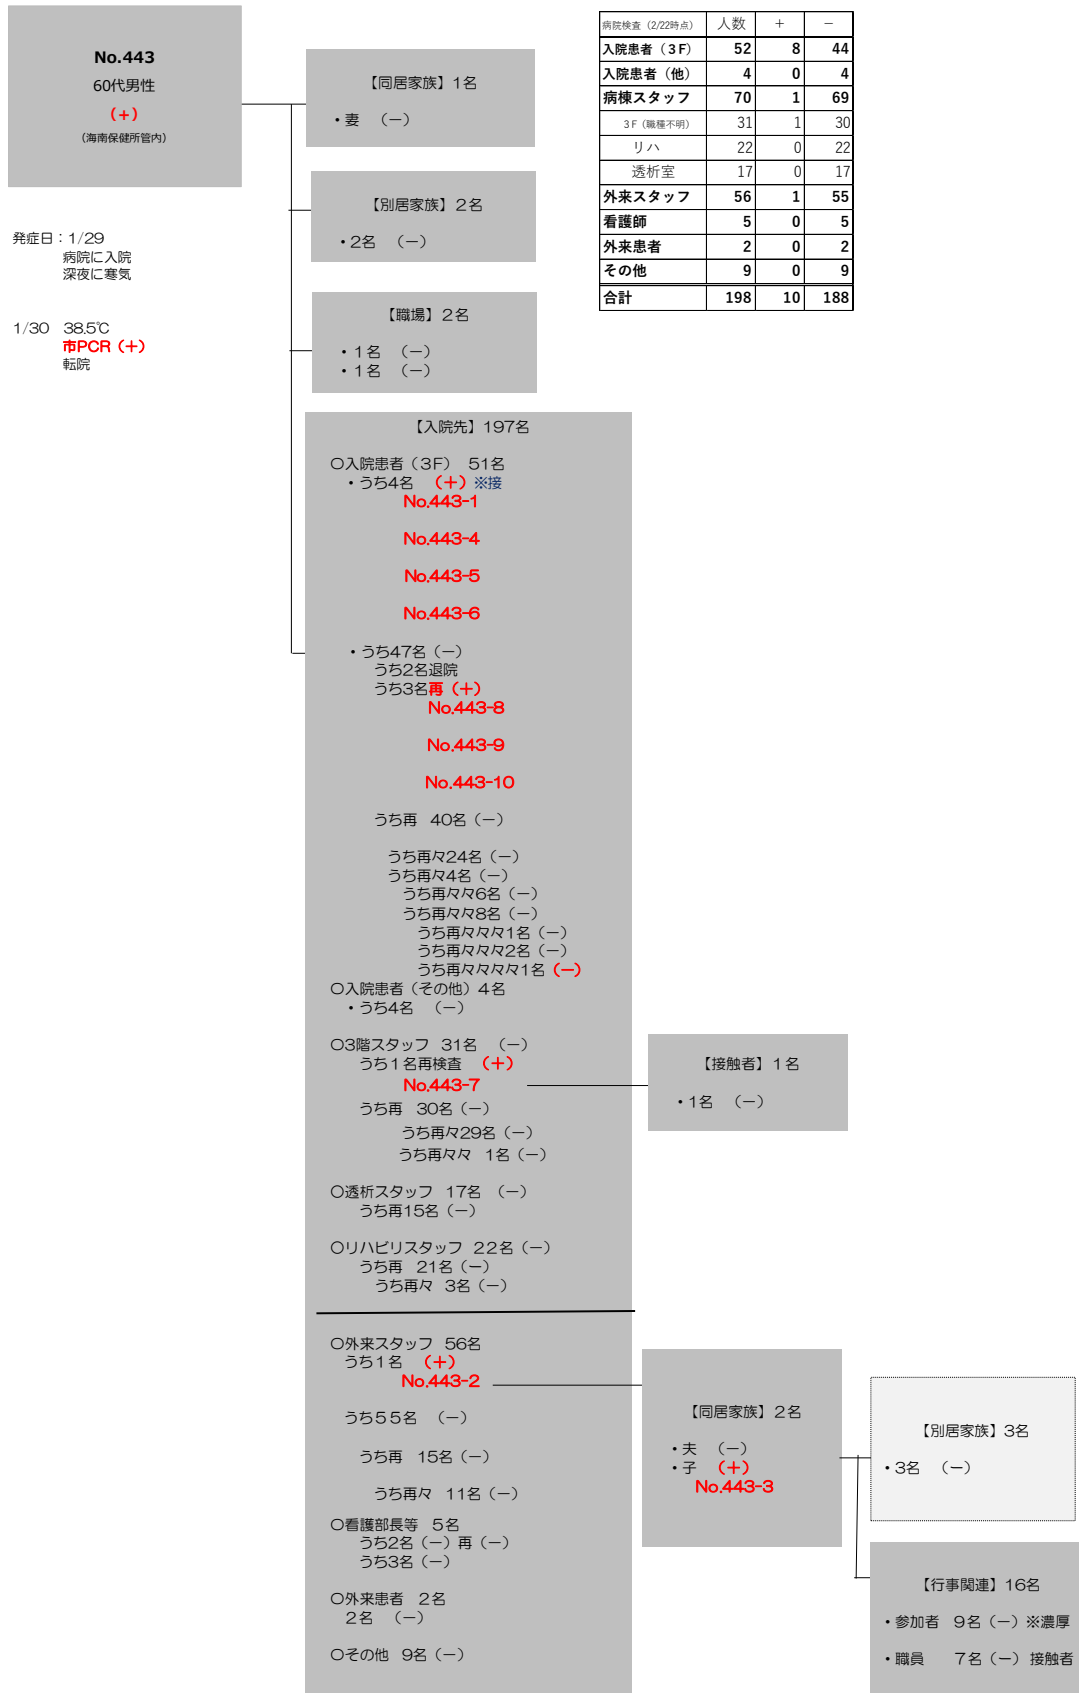 No.443
60代男性
（+）
（海南保健所管内）
発症日：1/29
病院に入院
深夜に寒気
1/30 38.5℃
市PCR（+）
転院
【同居家族】1名
・妻 （－）
【別居家族】2名
・2名 （－）
【職場】2名
・1名 （－）
・1名 （－）
病院検査（2/22時点） 人数 + －
入院患者（3F） 52 8 44
入院患者（他） 4 0 4
病棟スタッフ 70 1 69
3F（職種不明） 31 1 30
リハ 22 0 22
透析室 17 0 17
外来スタッフ 56 1 55
看護師 5 0 5
外来患者 2 0 2
その他 9 0 9
合計 198 10 188
【入院先】197名
〇入院患者（3F） 51名
・うち4名 （+）※接
No.443-1
No.443-4
No.443-5
No.443-6
・うち47名（－）
うち2名退院
うち3名再（+）
No.443-8
No.443-9
No.443-10
うち再 40名（－）
うち再々24名（－）
うち再々4名（－）
うち再々々6名（－）
うち再々々8名（－）
うち再々々々1名（－）
うち再々々々2名（－）
うち再々々々々1名（－）
〇入院患者（その他）4名
・うち4名 （－）
〇3階スタッフ 31名 （－）
うち1名再検査 （+）
No.443-7
うち再 30名（－）
うち再々29名（－）
うち再々々 1名（－）
【接触者】1名
・1名 （－）
〇透析スタッフ 17名 （－）
うち再15名（－）
〇リハビリスタッフ 22名（－）
うち再 21名（－）
うち再々 3名（－）
〇外来スタッフ 56名
うち1名 （+）
No.443-2
うち55名 （－）
うち再 15名（－）
うち再々 11名（－）
【同居家族】2名
・夫 （－）
・子 （+）
No.443-3
【別居家族】3名
・3名 （－）
〇看護部長等 5名
うち2名（－）再（－）
うち3名（－）
〇外来患者 2名
2名 （－）
〇その他 9名（－）
【行事関連】16名
・参加者 9名（－）※濃厚
・職員 7名（－）接触者